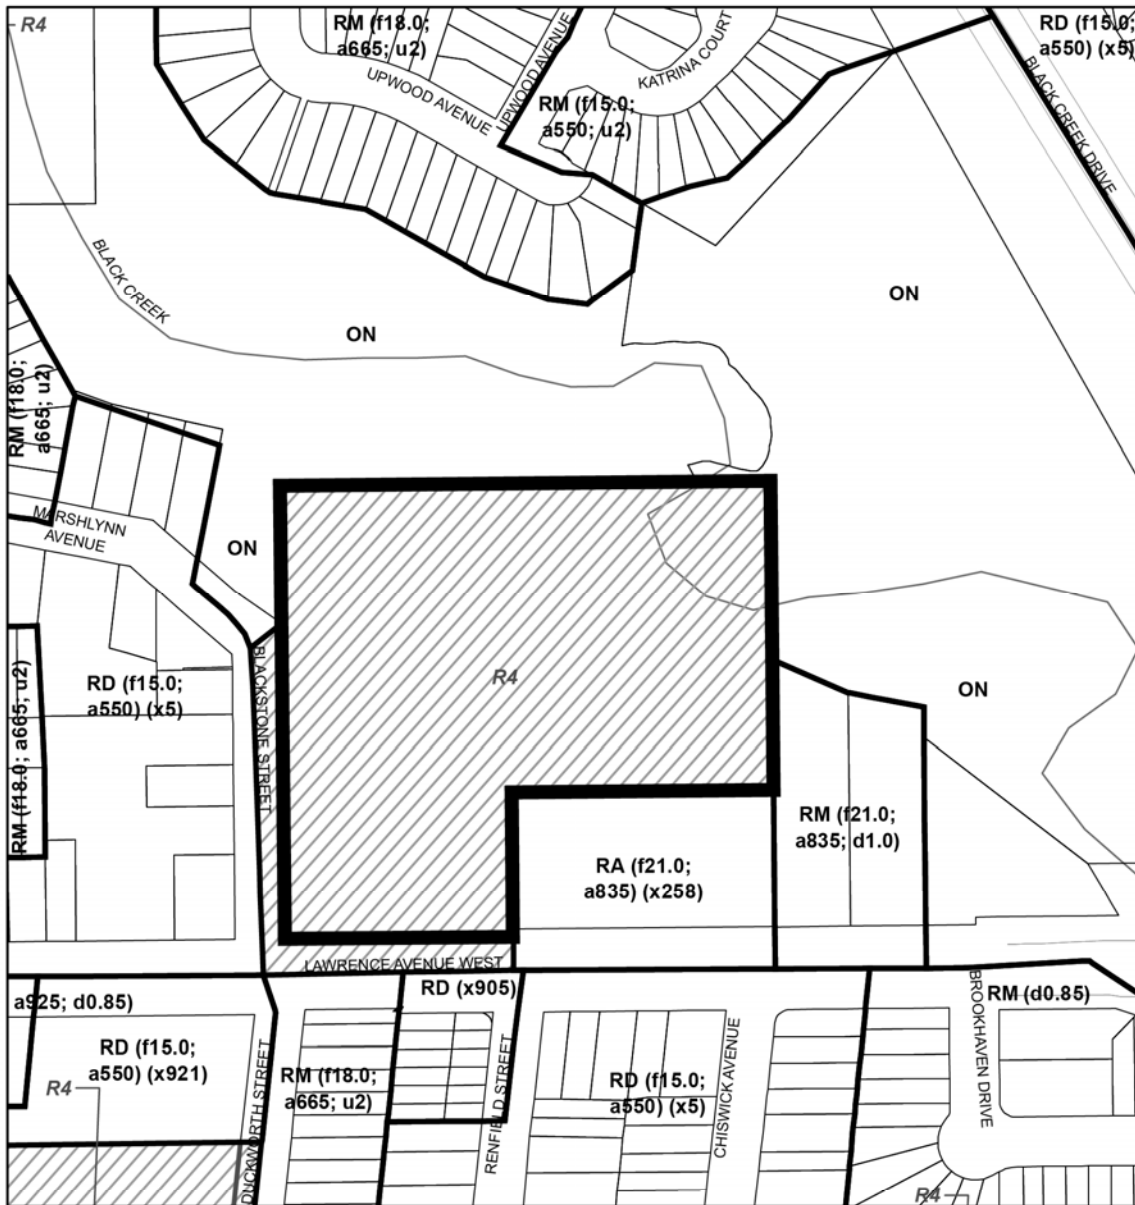 R4
RM (f18.0;
a665; u2)
UPWOOD AVENUE
UPWOOD AVENUE
KATRINA COURT
RD (f15.0;
a550) (x5)
BLACK CREEK DRIVE
RM (f15.0;
a550; u2)
BLACK CREEK
ON
ON
RM (f18.0;
a665; u2)
MARSHLYNN
AVENUE
ON
RM (f18.0; a665; u2)
RD (f15.0;
a550) (x5)
BLACKSTONE STREET
R4
ON
RM (f21.0;
a835; d1.0)
RA (f21.0;
a835) (x258)
LAWRENCE AVENUE WEST
a925; d0.85)
RD (x905)
RM (d0.85)
BROOKHAVEN DRIVE
RD (f15.0;
a550) (x921)
R4
DUCKWORTH STREET
RM (f18.0;
a665; u2)
RENFIELD STREET
RD (f15.0;
a550) (x5)
CHISWICK AVENUE
R4